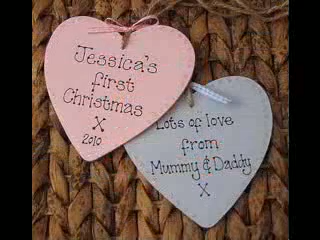 Jessica's
first
Christmas
X
2010
Lots of love
from
Mummy & Daddy
X